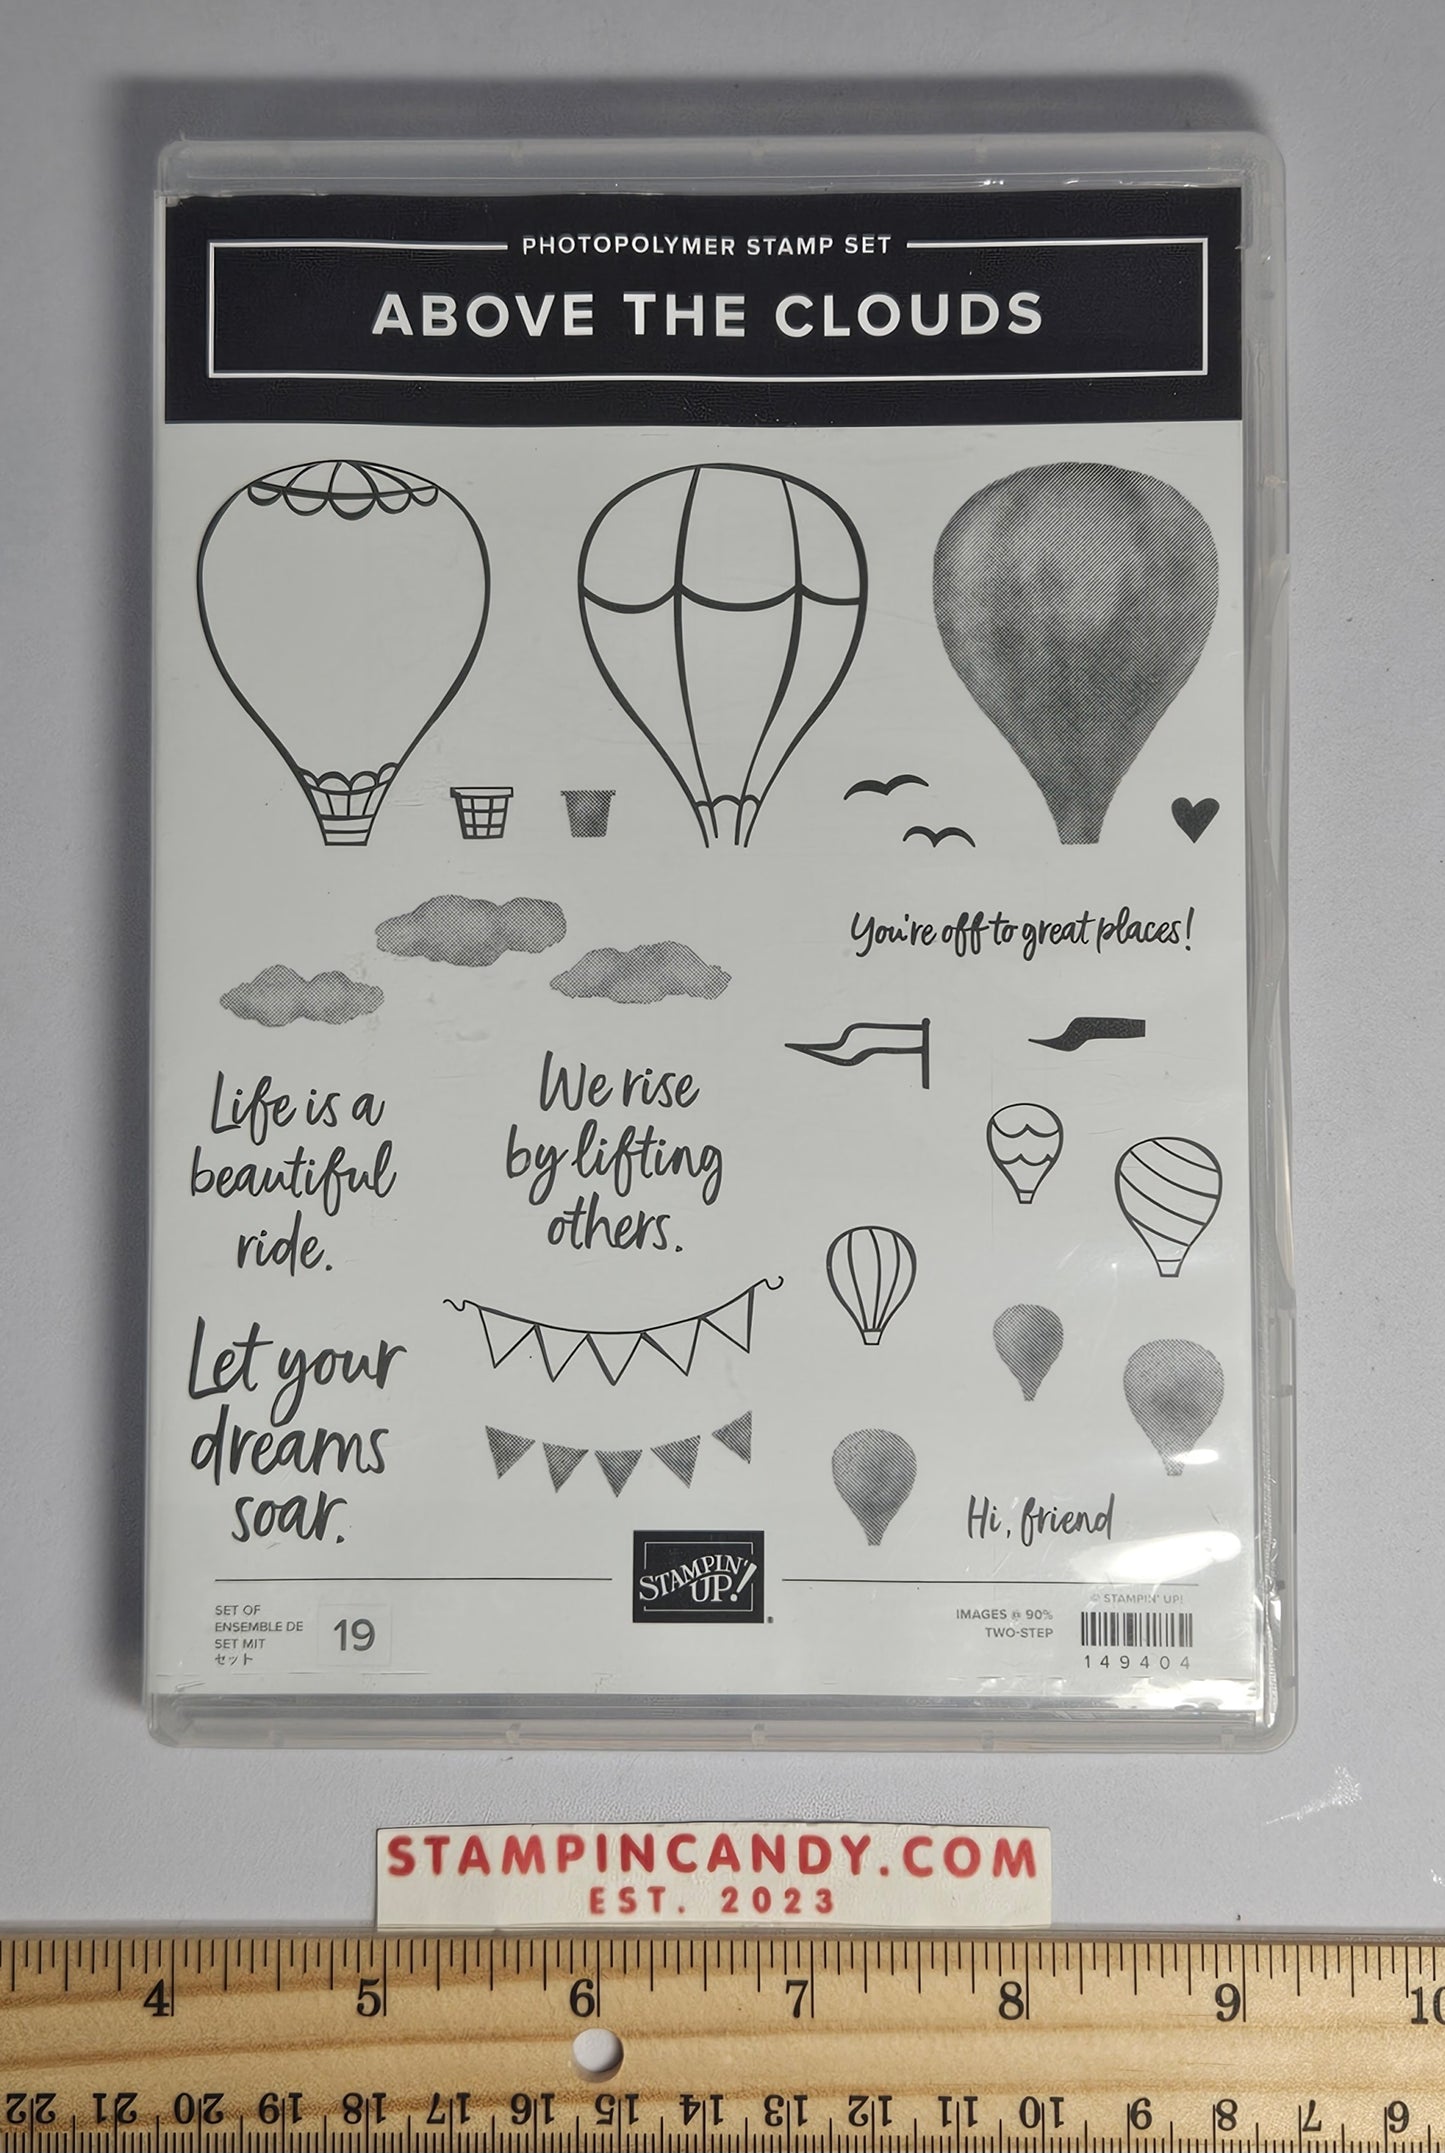 PHOTOPOLYMER STAMP SET
ABOVE THE CLOUDS
You're off to great places!
Life is a
beautiful
ride.
We rise
by lifting
others.
Let your
dreams
soar.
Hi, friend
STAMPIN'
UP!®
SET OF
ENSEMBLE DE
SET MIT
セット
19
IMAGES @ 90%
TWO-STEP
© STAMPIN' UP!
149404
STAMPINCANDY.COM
EST. 2023
4 5 6 7 8 9 10
22 21 20 19 18 17 16 15 14 13 12 11 10 9 8 7 6